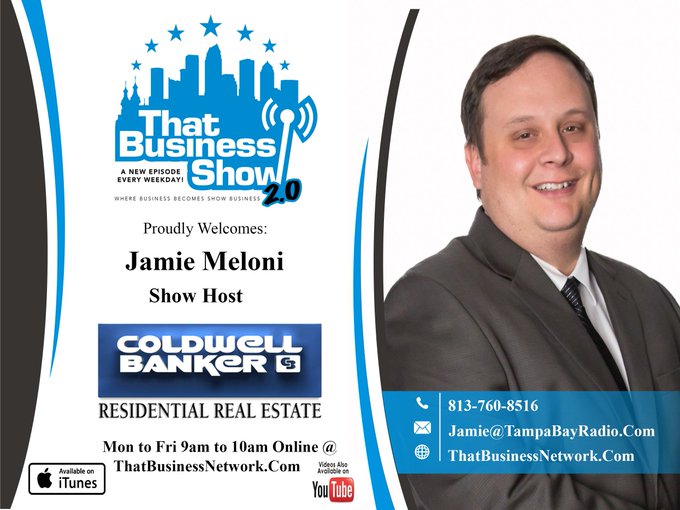 That
Business
Show
2.0
A NEW EPISODE
EVERY WEEKDAY!
WHERE BUSINESS BECOMES SHOW BUSINESS
Proudly Welcomes:
Jamie Meloni
Show Host
COLDWELL
BANKER CB
RESIDENTIAL REAL ESTATE
Mon to Fri 9am to 10am Online @
ThatBusinessNetwork.Com
Available on
iTunes
Videos Also
Available on
YouTube
813-760-8516
Jamie@TampaBayRadio.Com
ThatBusinessNetwork.Com